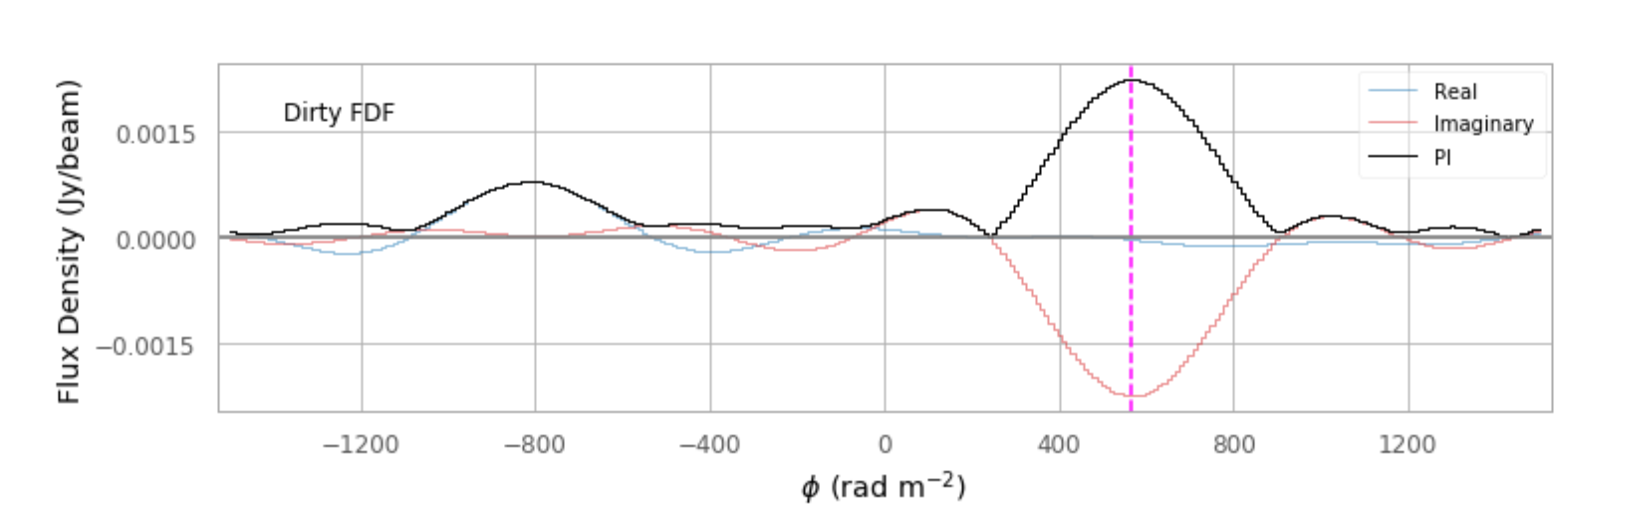 Dirty FDF
Real
Imaginary
PI
Flux Density (Jy/beam)
0.0015
0.0000
−0.0015
−1200 −800 −400 0 400 800 1200
ϕ (rad m⁻²)